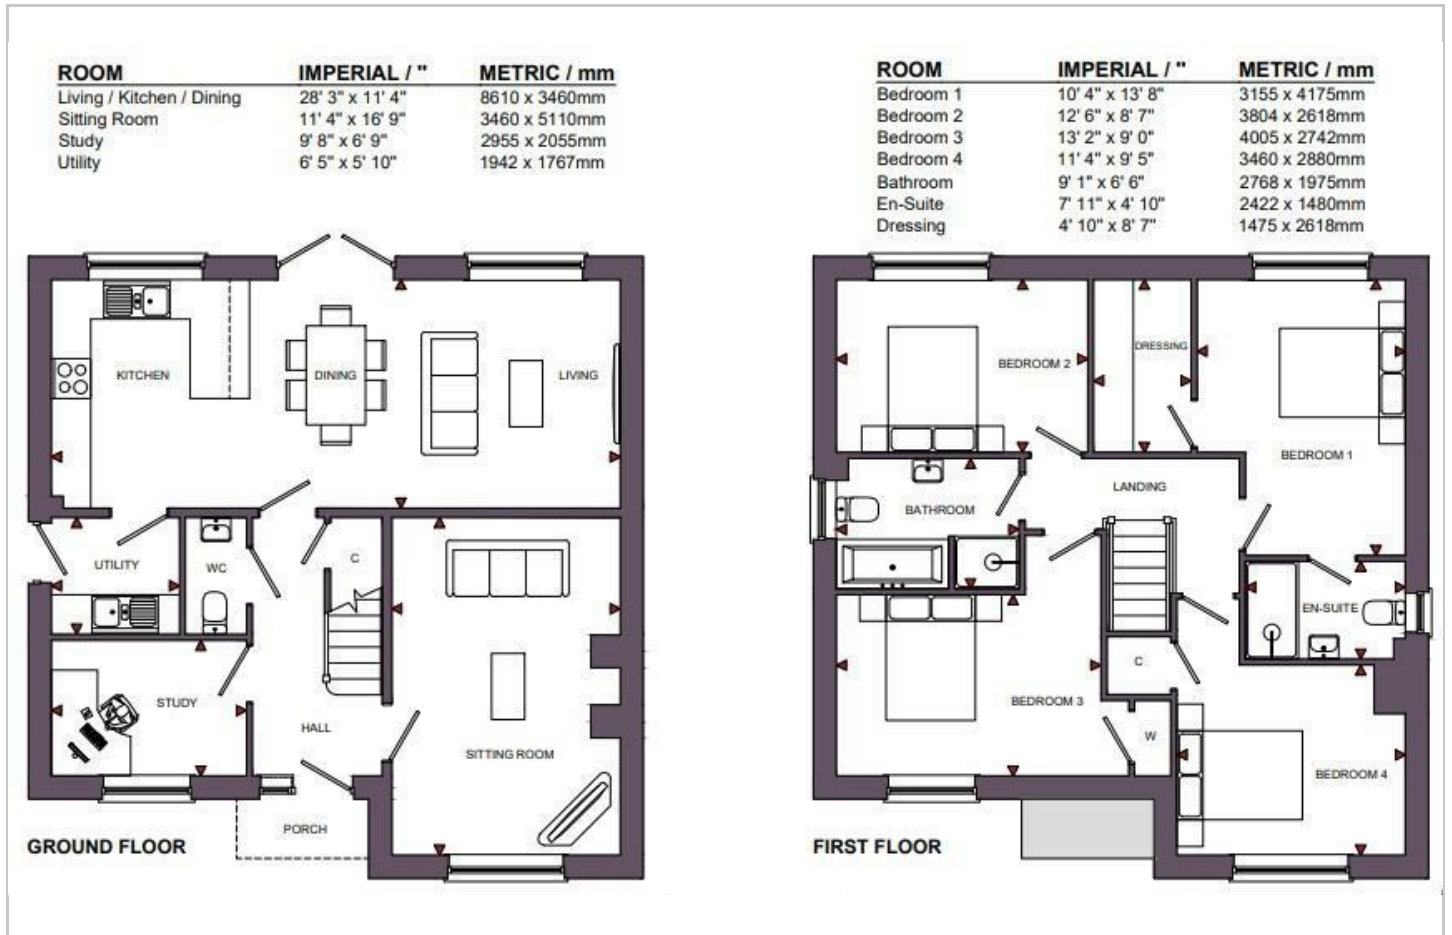 ROOM IMPERIAL / " METRIC / mm
Living / Kitchen / Dining 28' 3" x 11' 4" 8610 x 3460mm
Sitting Room 11' 4" x 16' 9" 3460 x 5110mm
Study 9' 8" x 6' 9" 2955 x 2055mm
Utility 6' 5" x 5' 10" 1942 x 1767mm
ROOM IMPERIAL / " METRIC / mm
Bedroom 1 10' 4" x 13' 8" 3155 x 4175mm
Bedroom 2 12' 6" x 8' 7" 3804 x 2618mm
Bedroom 3 13' 2" x 9' 0" 4005 x 2742mm
Bedroom 4 11' 4" x 9' 5" 3460 x 2880mm
Bathroom 9' 1" x 6' 6" 2768 x 1975mm
En-Suite 7' 11" x 4' 10" 2422 x 1480mm
Dressing 4' 10" x 8' 7" 1475 x 2618mm
KITCHEN
DINING
LIVING
UTILITY
WC
C
STUDY
HALL
SITTING ROOM
PORCH
GROUND FLOOR
BEDROOM 2
DRESSING
BEDROOM 1
LANDING
BATHROOM
EN-SUITE
C
BEDROOM 3
W
BEDROOM 4
FIRST FLOOR